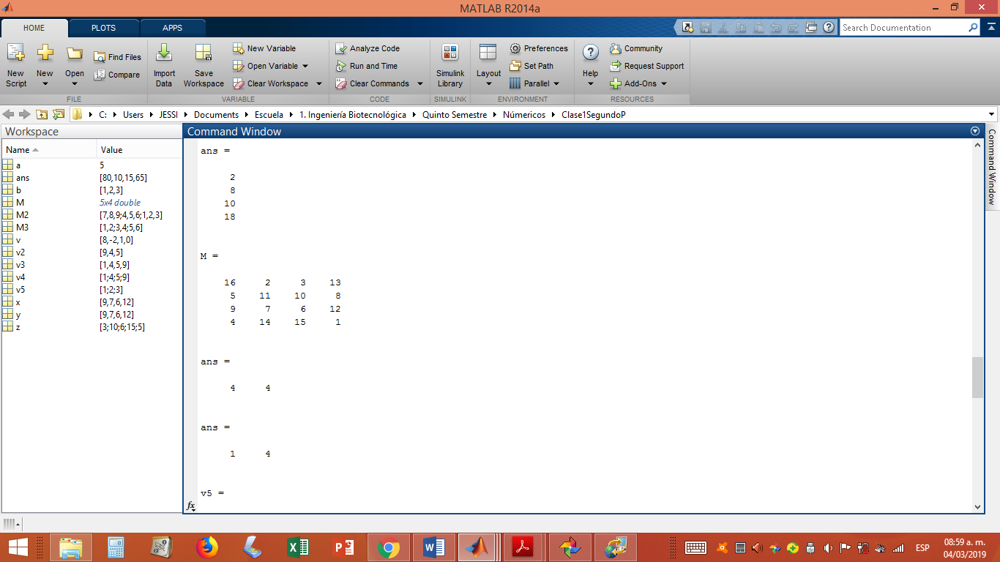 MATLAB R2014a
HOME PLOTS APPS
Search Documentation
New Script
New
Open
Find Files
Compare
FILE
Import Data
Save Workspace
New Variable
Open Variable
Clear Workspace
VARIABLE
Analyze Code
Run and Time
Clear Commands
CODE
Simulink Library
SIMULINK
Layout
Preferences
Set Path
Parallel
ENVIRONMENT
Help
Community
Request Support
Add-Ons
RESOURCES
C: Users JESSI Documents Escuela 1. Ingeniería Biotecnológica Quinto Semestre Númericos Clase1SegundoP
Workspace
Name Value
a 5
ans [80,10,15,65]
b [1,2,3]
M 5x4 double
M2 [7,8,9;4,5,6;1,2,3]
M3 [1,2;3,4;5,6]
v [8,-2,1,0]
v2 [9,4,5]
v3 [1,4,5,9]
v4 [1;4;5;9]
v5 [1;2;3]
x [9,7,6,12]
y [9,7,6,12]
z [3;10;6;15;5]
Command Window
ans =
2
8
10
18
M =
16 2 3 13
5 11 10 8
9 7 6 12
4 14 15 1
ans =
4 4
ans =
1 4
v5 =
fx
Command Window
ESP
08:59 a. m.
04/03/2019